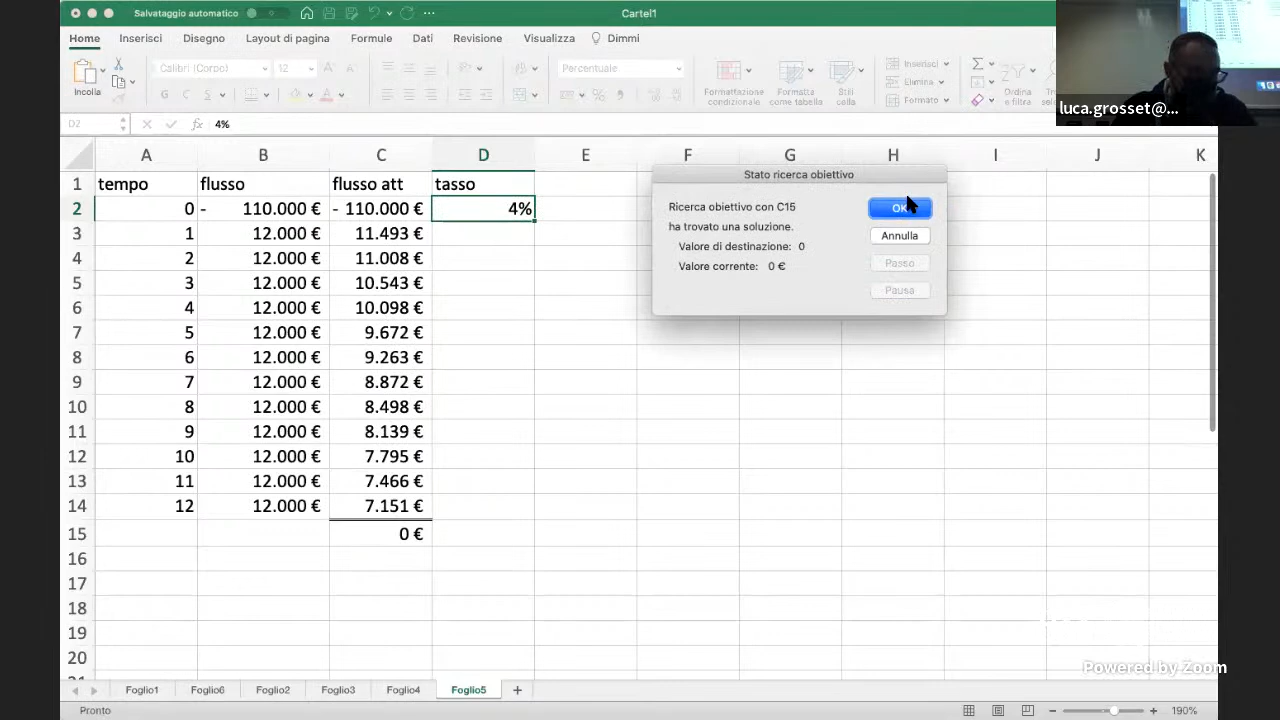 Salvataggio automatico
Cartel1
Home Inserisci Disegno di pagina Dati
Calibri (Corpo) 12
Percentuale
Incolla
G C S
Formattazione condizionale
Formatta come tabella
Stili cella
Inserisci
Elimina
Formato
Ordina e filtra
luca.grosset@...
D2 fx 4%
A B C D E F G H I J K
1 tempo flusso flusso att tasso
2 0 - 110.000 € - 110.000 € 4%
3 1 12.000 € 11.493 €
4 2 12.000 € 11.008 €
5 3 12.000 € 10.543 €
6 4 12.000 € 10.098 €
7 5 12.000 € 9.672 €
8 6 12.000 € 9.263 €
9 7 12.000 € 8.872 €
10 8 12.000 € 8.498 €
11 9 12.000 € 8.139 €
12 10 12.000 € 7.795 €
13 11 12.000 € 7.466 €
14 12 12.000 € 7.151 €
15 0 €
16
17
18
19
20
Stato ricerca obiettivo
Ricerca obiettivo con C15
ha trovato una soluzione.
Valore di destinazione: 0
Valore corrente: 0 €
OK
Annulla
Passo
Pausa
Powered by Zoom
Foglio1 Foglio6 Foglio2 Foglio3 Foglio4 Foglio5 +
Pronto
190%